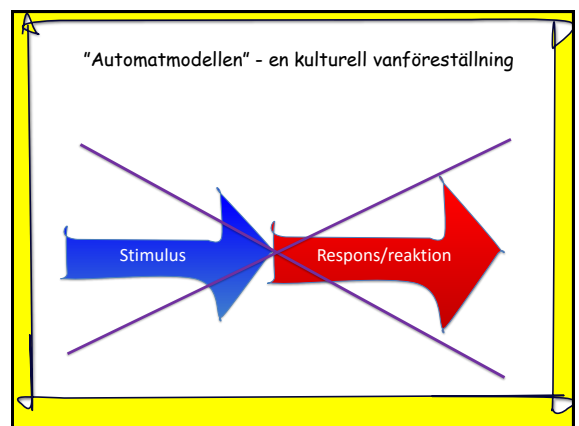 ”Automatmodellen” - en kulturell vanföreställning
Stimulus
Respons/reaktion